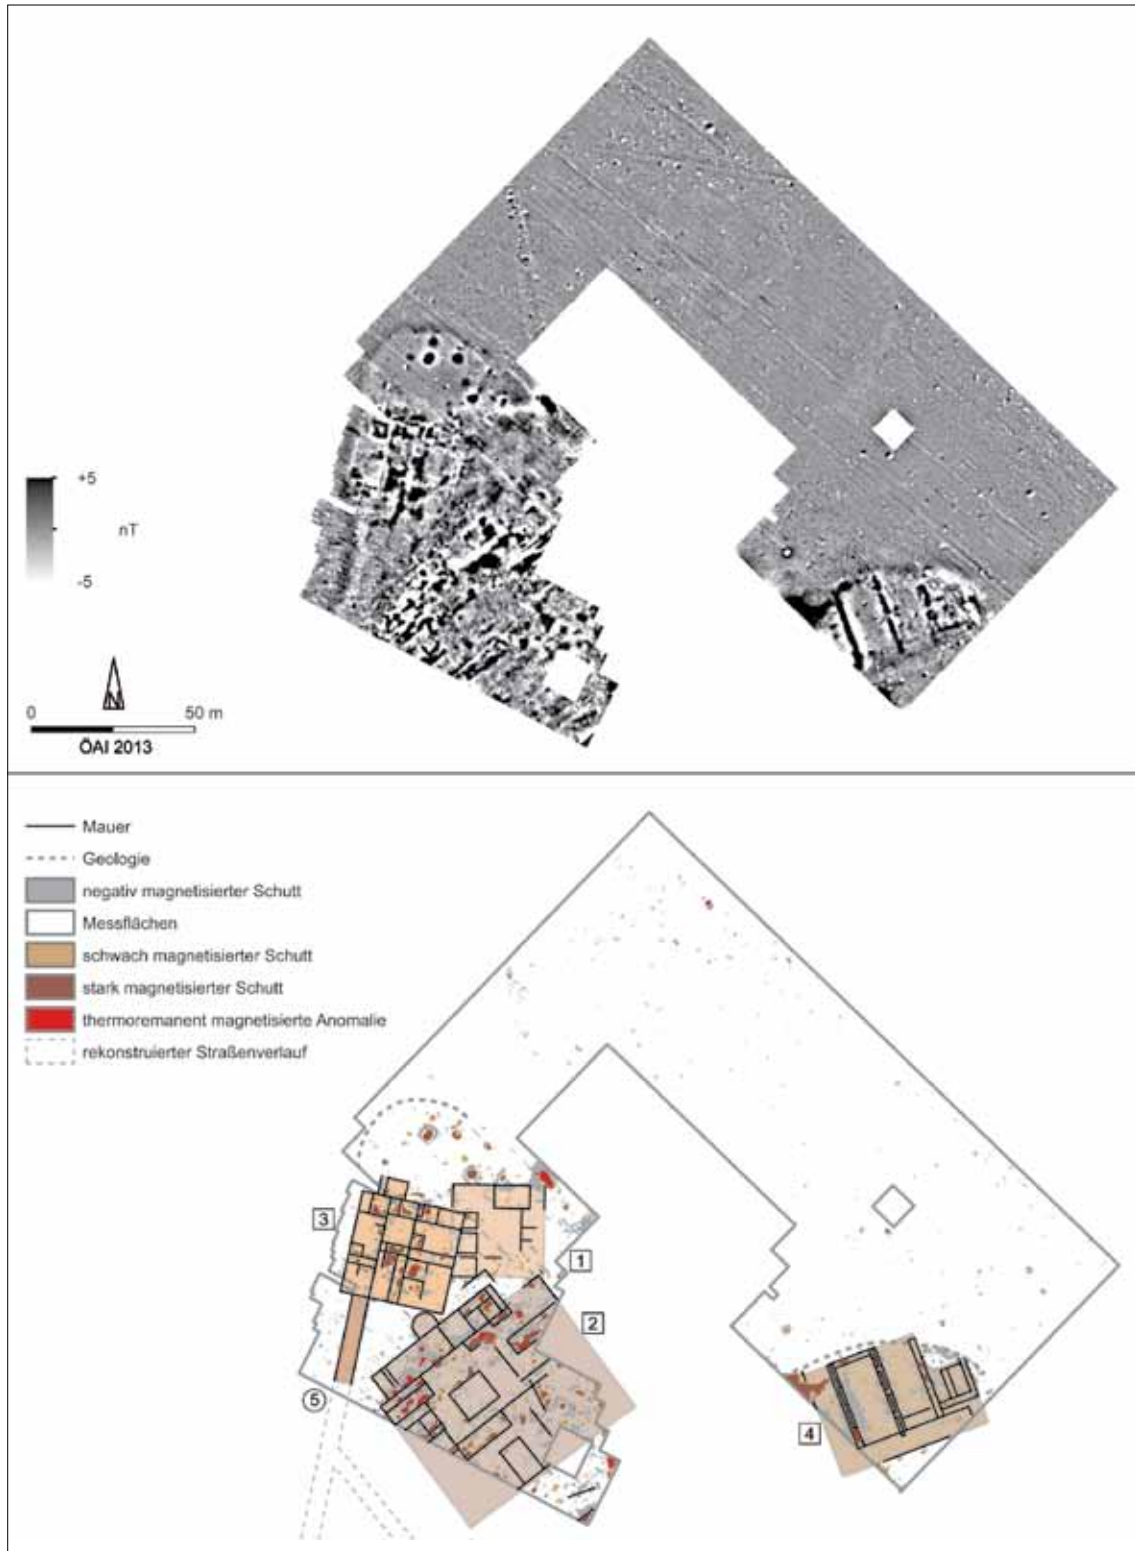 +5
nT
-5
N
0 50 m
ÖAI 2013
Mauer
Geologie
negativ magnetisierter Schutt
Messflächen
schwach magnetisierter Schutt
stark magnetisierter Schutt
thermoremanent magnetisierte Anomalie
rekonstruierter Straßenverlauf
3
1
2
5
4